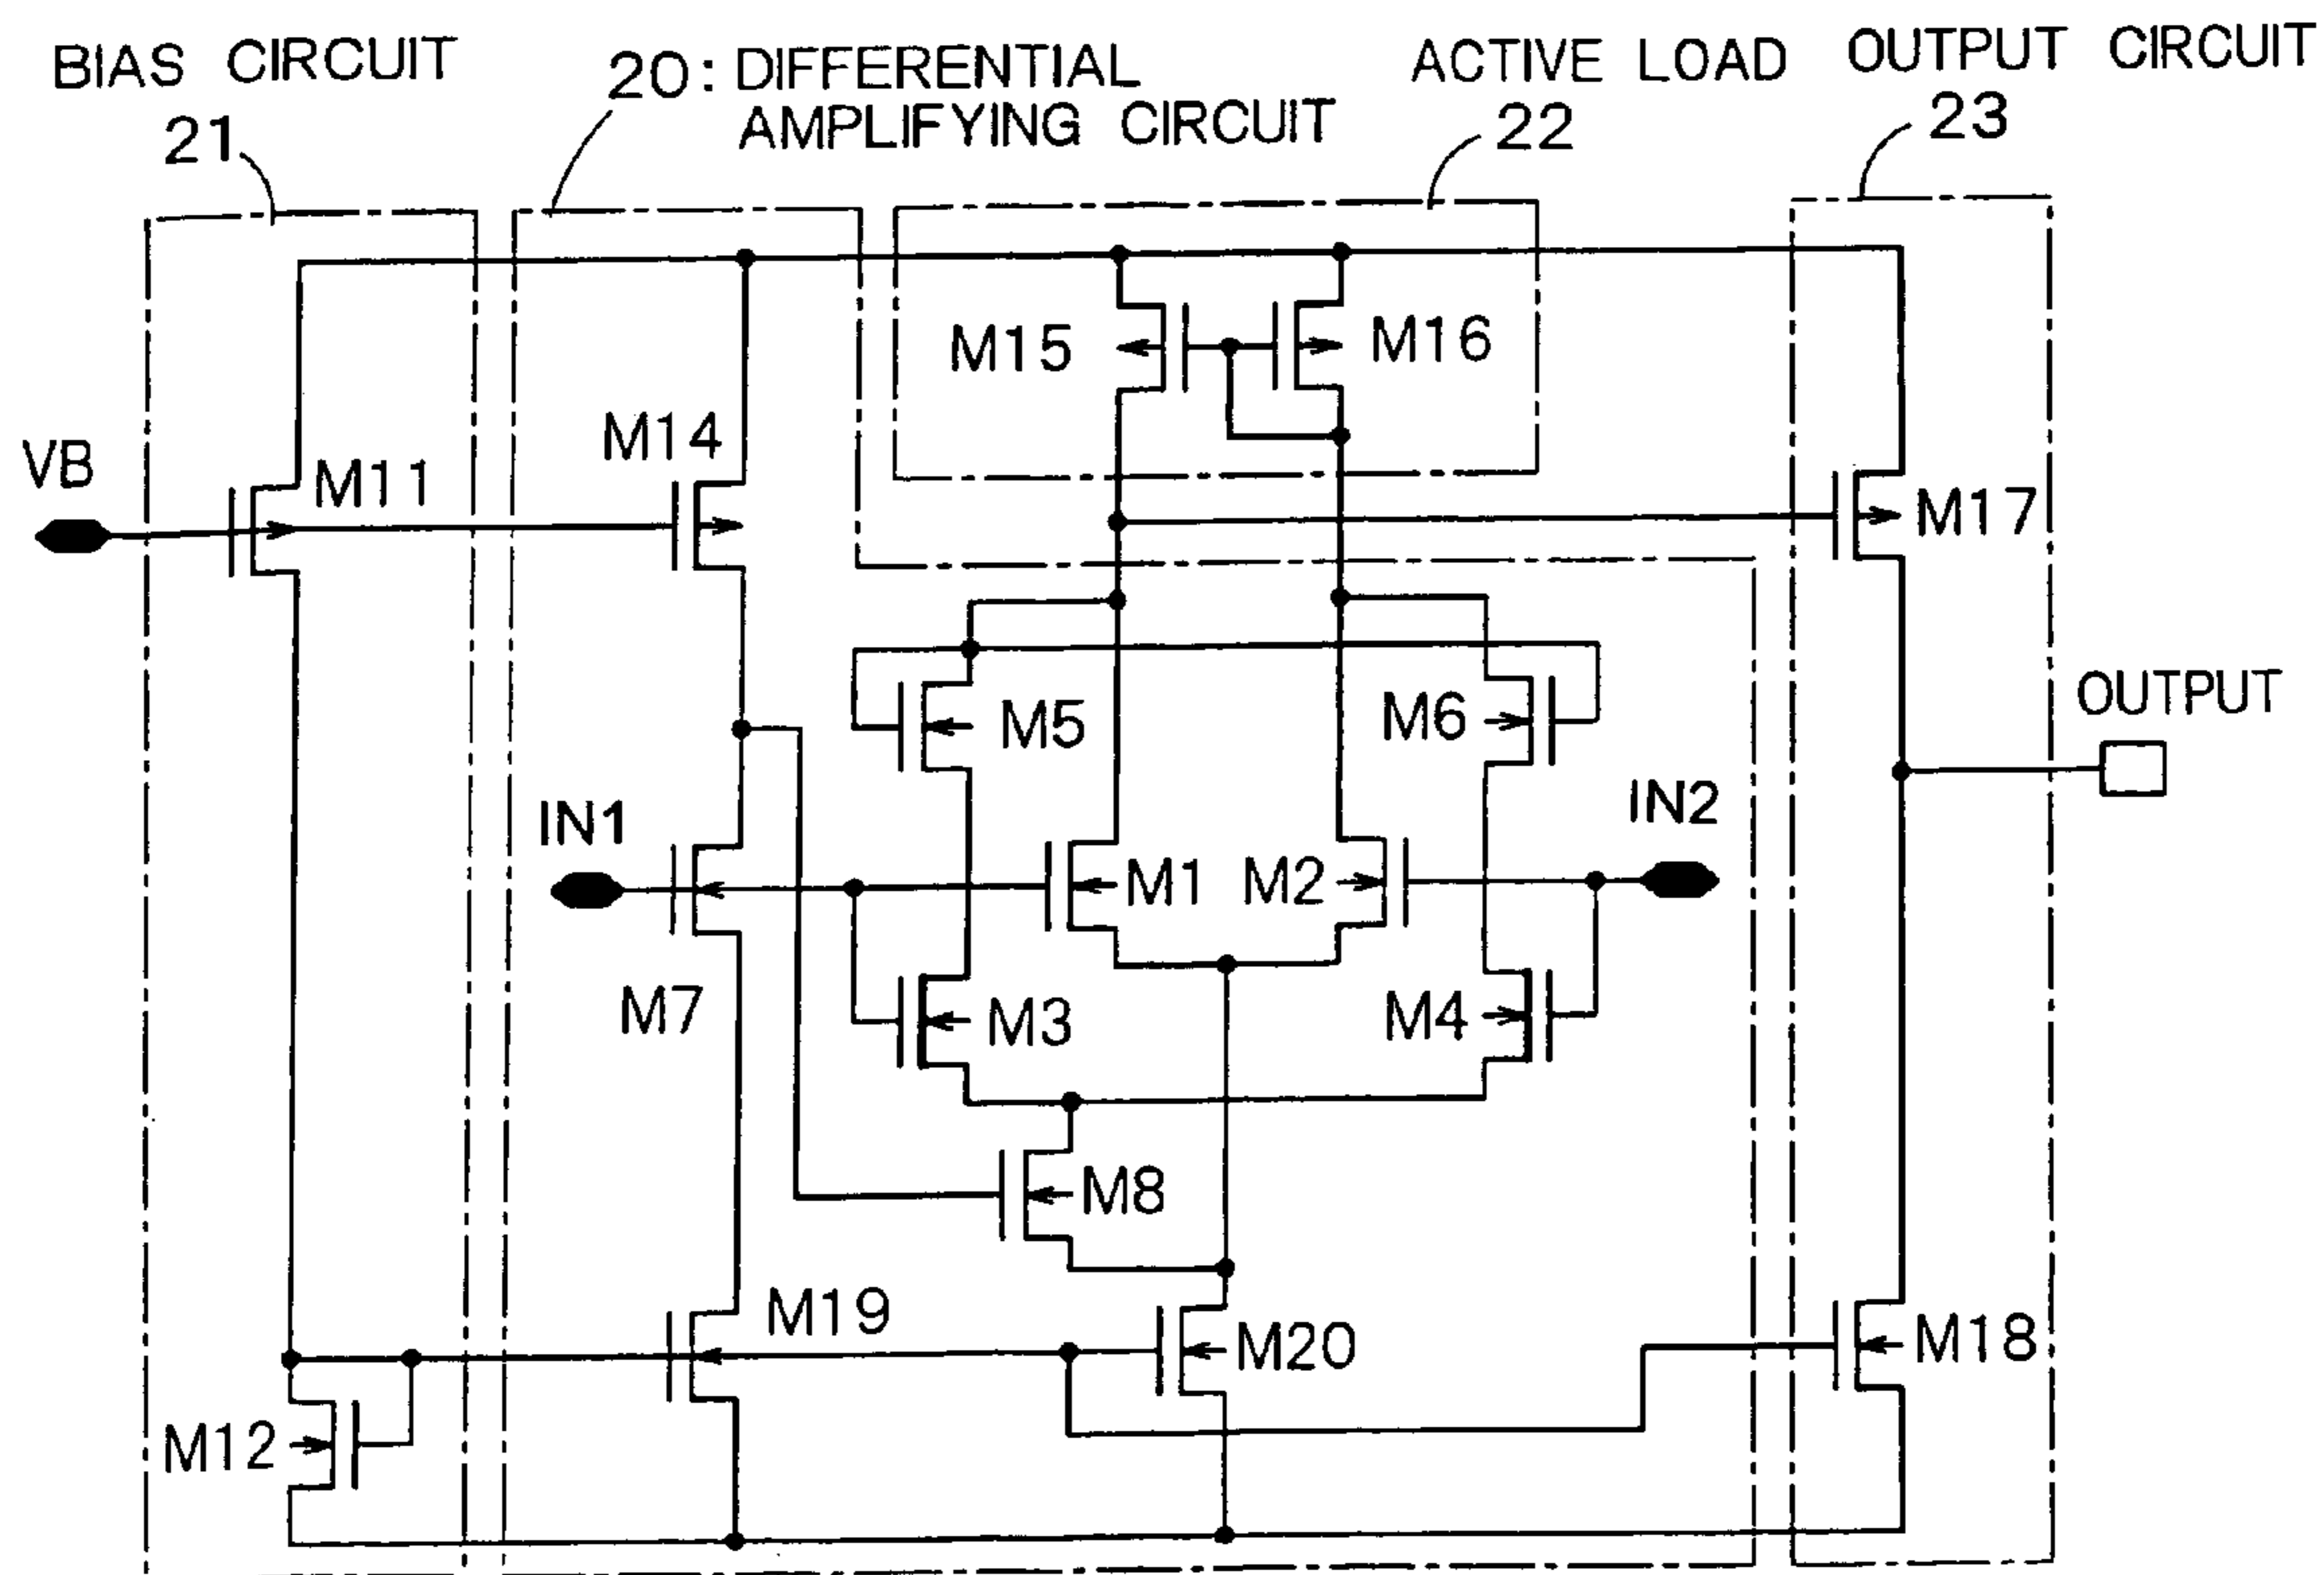 BIAS CIRCUIT
21
20: DIFFERENTIAL
AMPLIFYING CIRCUIT
ACTIVE LOAD
22
OUTPUT CIRCUIT
23
M15
M16
VB
M11
M14
M17
M5
M6
OUTPUT
IN1
IN2
M1
M2
M7
M3
M4
M8
M19
M20
M18
M12